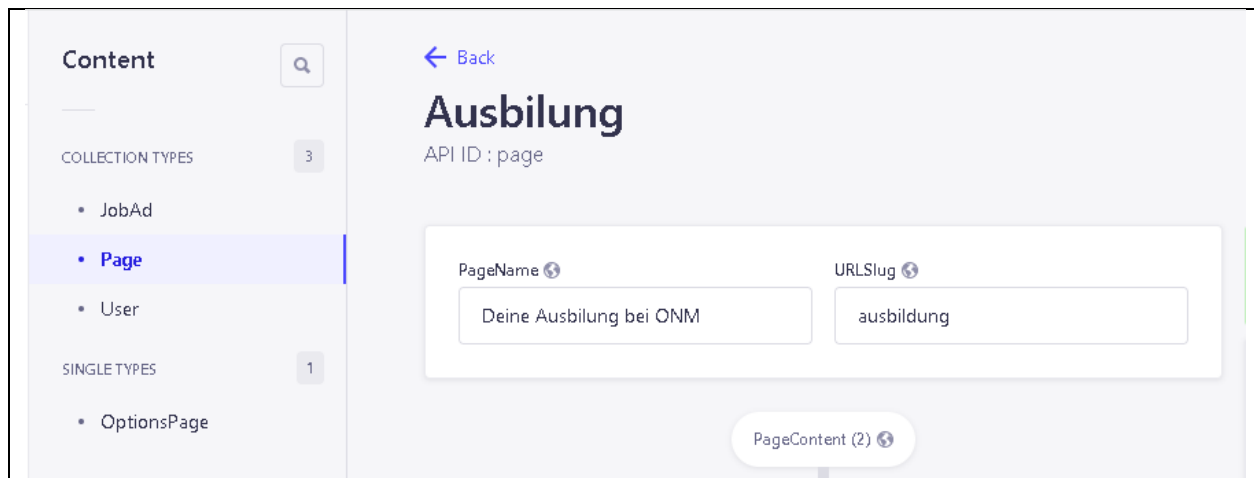 Content
COLLECTION TYPES 3
• JobAd
• Page
• User
SINGLE TYPES 1
• OptionsPage
← Back
Ausbilung
API ID : page
PageName
Deine Ausbilung bei ONM
URLSlug
ausbildung
PageContent (2)